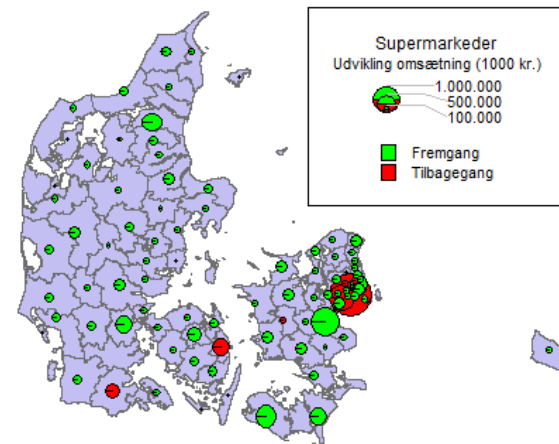 Supermarkeder
Udvikling omsætning (1000 kr.)
1.000.000
500.000
100.000
Fremgang
Tilbagegang